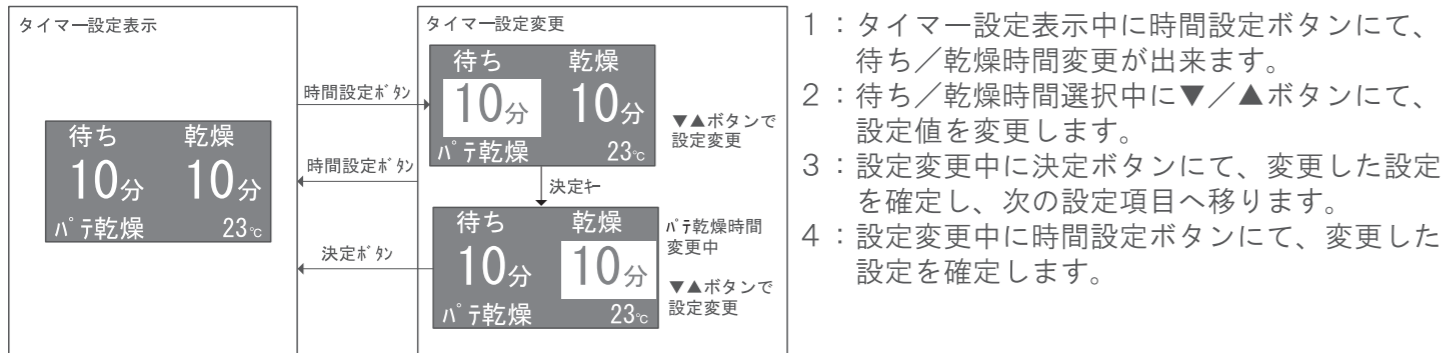 タイマー設定表示
待ち 乾燥
10分 10分
パテ乾燥 23℃
時間設定ボタン
時間設定ボタン
決定ボタン
タイマー設定変更
待ち 乾燥
10分 10分
パテ乾燥 23℃
▼▲ボタンで
設定変更
決定キー
待ち 乾燥
10分 10分
パテ乾燥 23℃
パテ乾燥時間
変更中
▼▲ボタンで
設定変更
1：タイマー設定表示中に時間設定ボタンにて、
待ち／乾燥時間変更が出来ます。
2：待ち／乾燥時間選択中に▼／▲ボタンにて、
設定値を変更します。
3：設定変更中に決定ボタンにて、変更した設定
を確定し、次の設定項目へ移ります。
4：設定変更中に時間設定ボタンにて、変更した
設定を確定します。